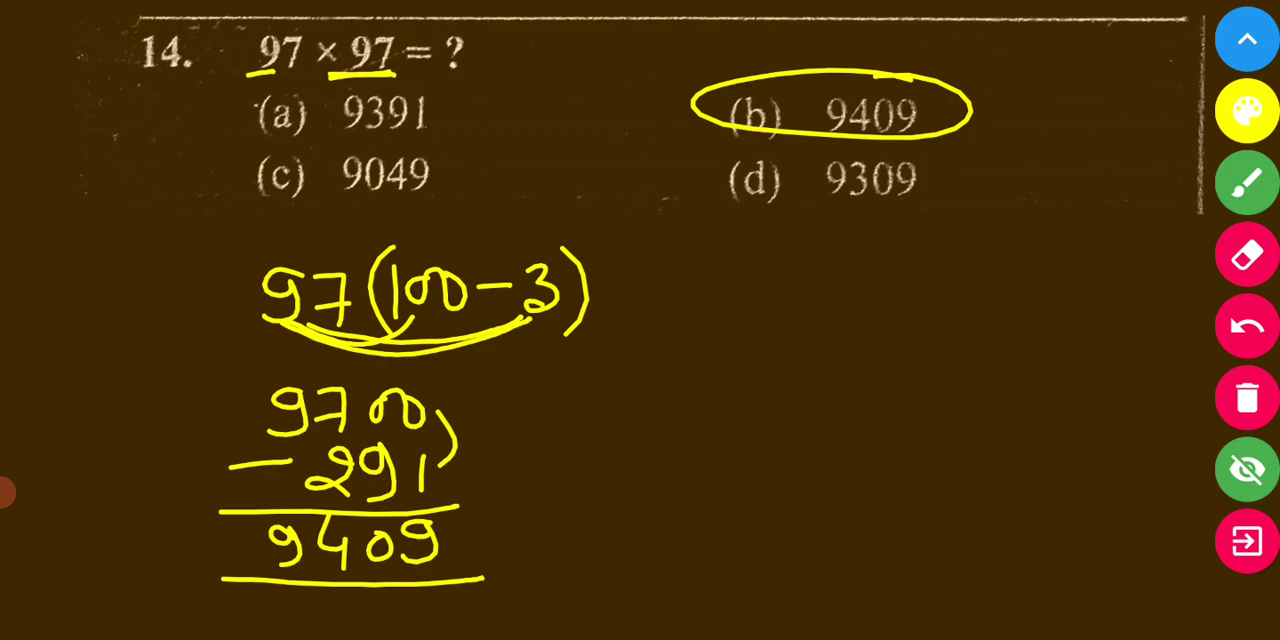 14. 97 × 97 = ?
(a) 9391 (b) 9409
(c) 9049 (d) 9309
97(100-3)
9700
- 291
9409